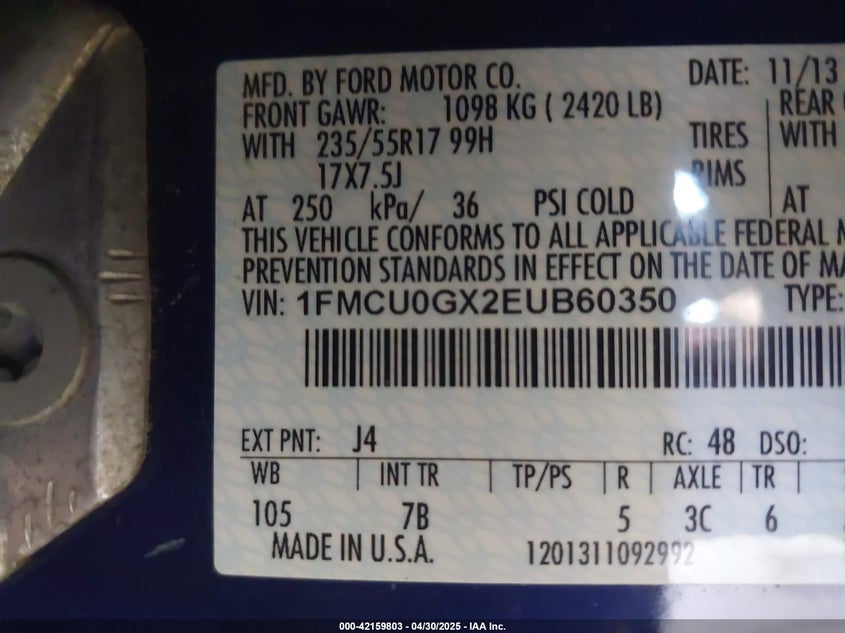 MFD. BY FORD MOTOR CO. DATE: 11/13
FRONT GAWR: 1098 KG ( 2420 LB) REAR
WITH 235/55R17 99H TIRES WITH
17X7.5J RIMS
AT 250 kPa/ 36 PSI COLD AT
THIS VEHICLE CONFORMS TO ALL APPLICABLE FEDERAL
PREVENTION STANDARDS IN EFFECT ON THE DATE OF
VIN: 1FMCU0GX2EUB60350 TYPE:
EXT PNT: J4 RC: 48 DSO:
WB INT TR TP/PS R AXLE TR
105 7B 5 3C 6
MADE IN U.S.A. 1201311092992
000-42159803 - 04/30/2025 - IAA Inc.